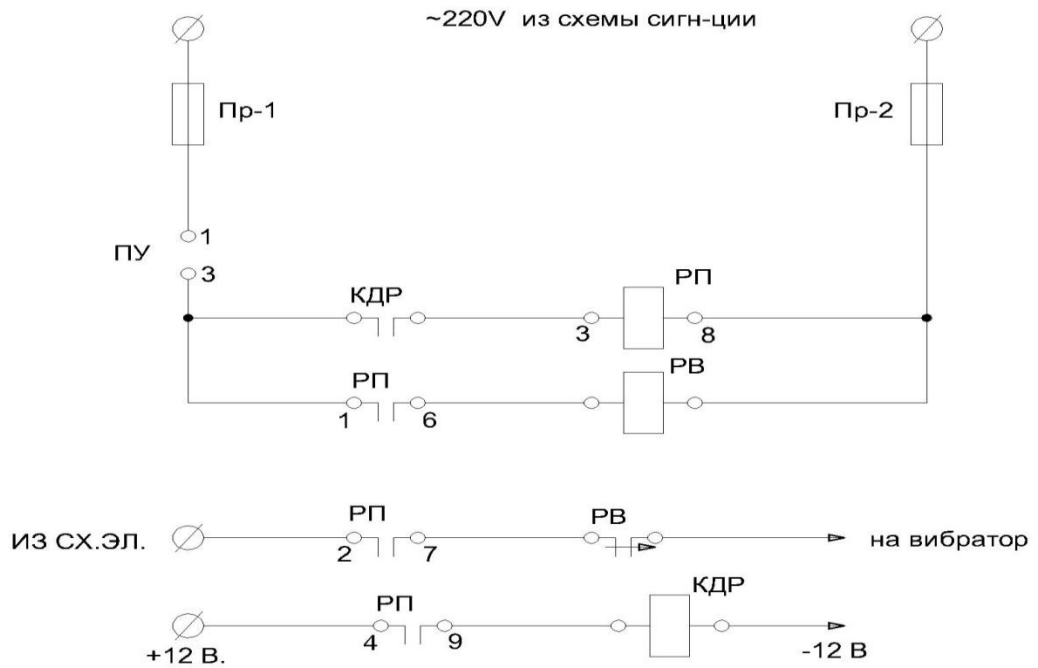 ~220V из схемы сигн-ции
Пр-1
Пр-2
1
ПУ
3
КДР
РП
3
8
РП
РВ
1
6
РП
РВ
ИЗ СХ.ЭЛ.
2
7
на вибратор
РП
КДР
4
9
+12 В.
-12 В